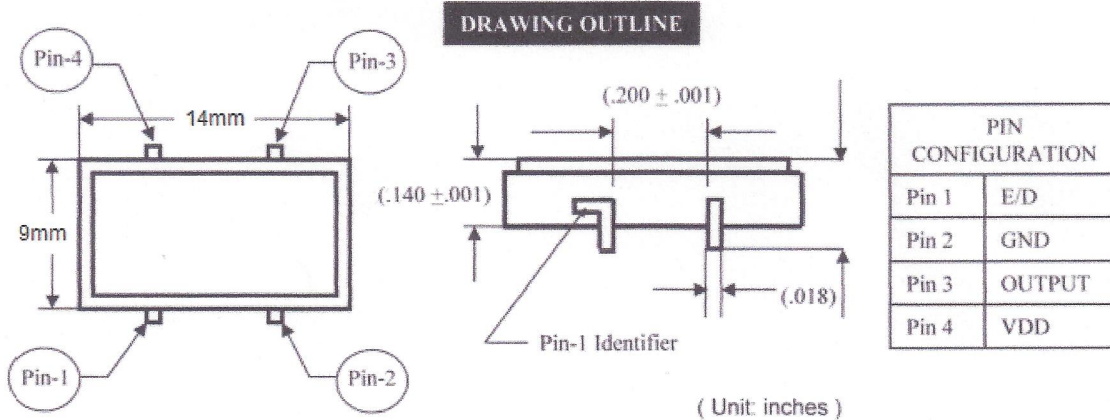 DRAWING OUTLINE
Pin-4
Pin-3
14mm
9mm
Pin-1
Pin-2
(.200 ± .001)
(.140 ±.001)
(.018)
Pin-1 Identifier
( Unit: inches )
PIN
CONFIGURATION
Pin 1 E/D
Pin 2 GND
Pin 3 OUTPUT
Pin 4 VDD